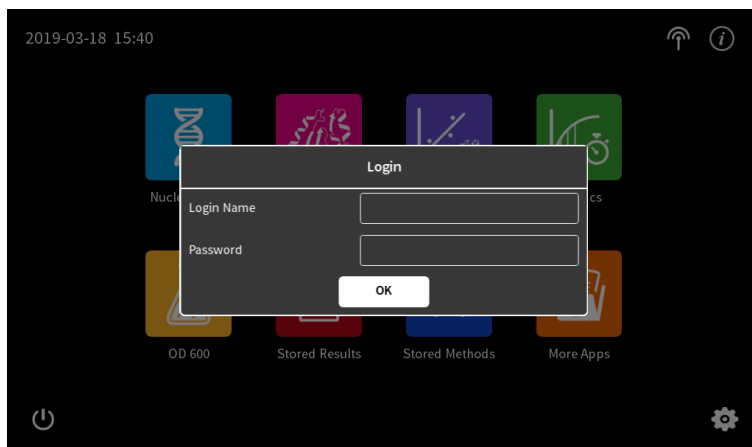 2019-03-18 15:40
Login
Login Name
Password
OK
OD 600
Stored Results
Stored Methods
More Apps